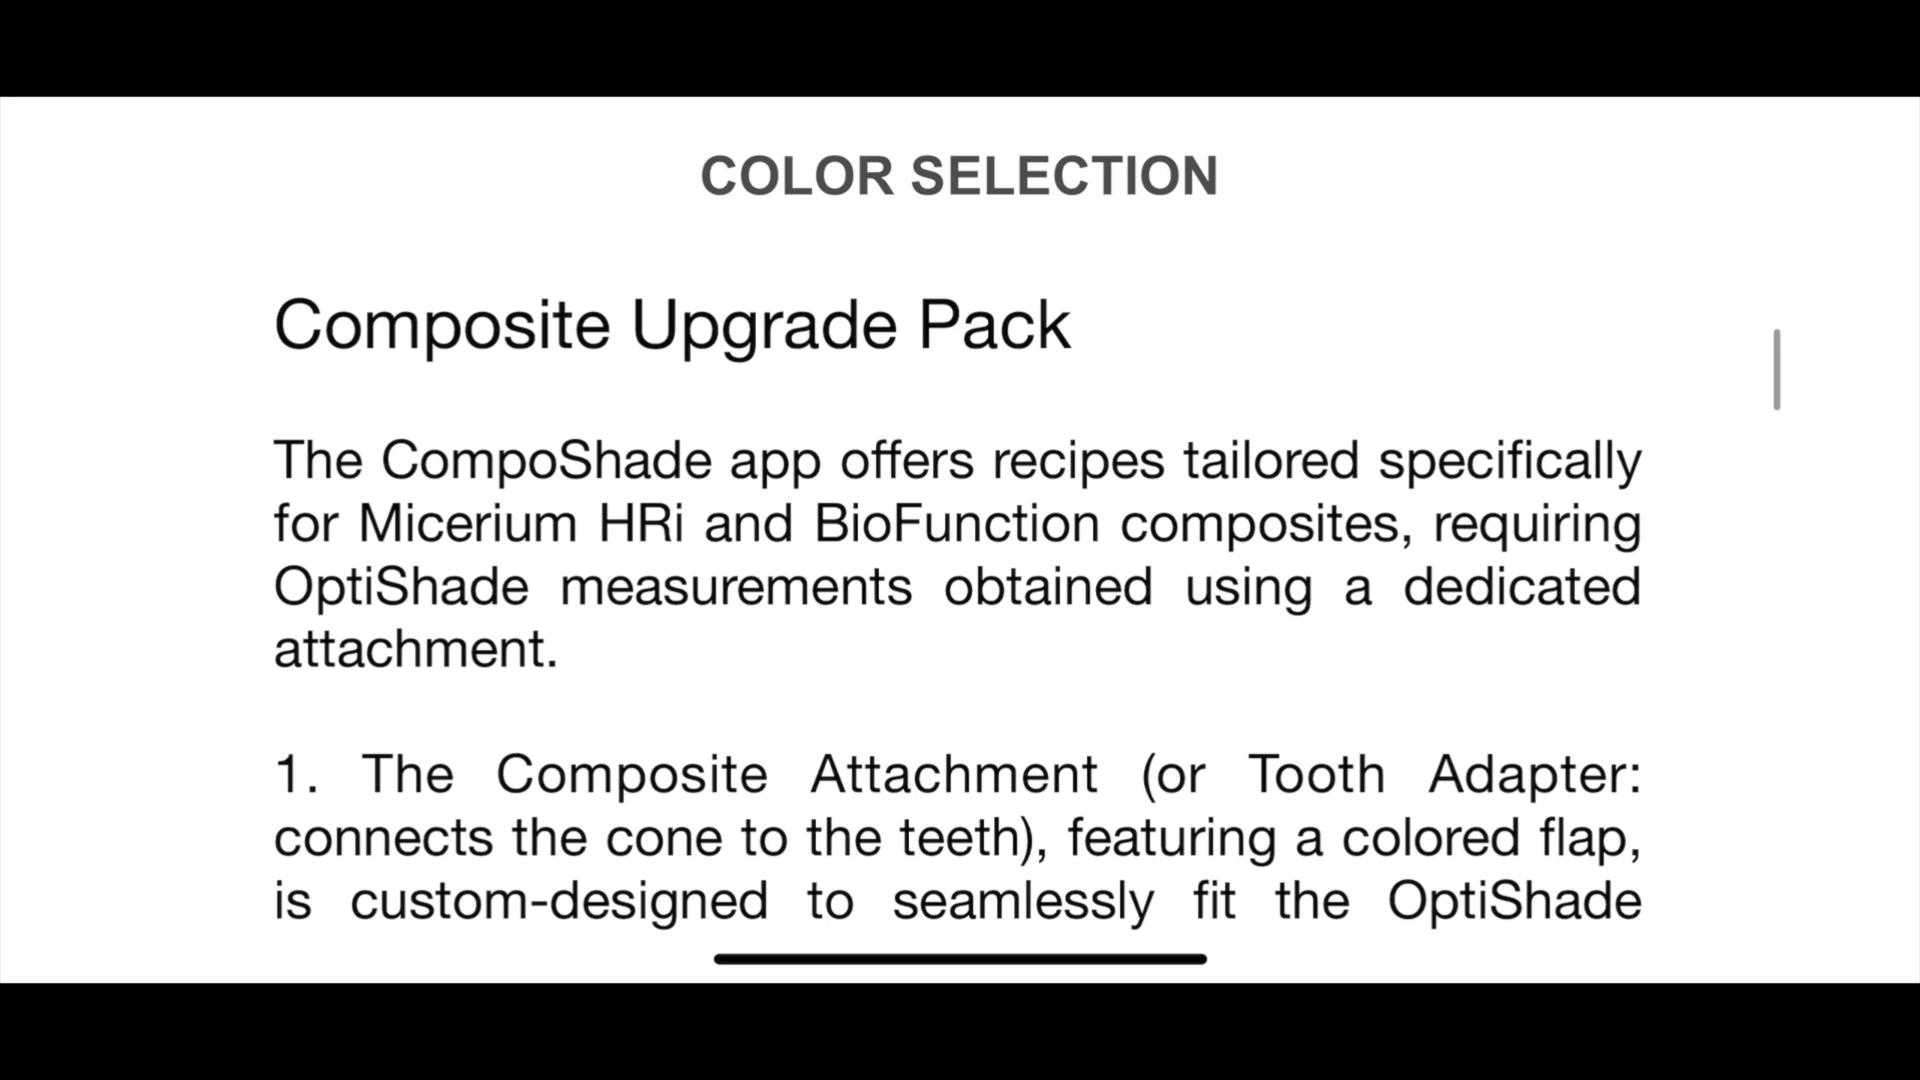 COLOR SELECTION
Composite Upgrade Pack
The CompoShade app offers recipes tailored specifically
for Micerium HRi and BioFunction composites, requiring
OptiShade measurements obtained using a dedicated
attachment.
1. The Composite Attachment (or Tooth Adapter:
connects the cone to the teeth), featuring a colored flap,
is custom-designed to seamlessly fit the OptiShade